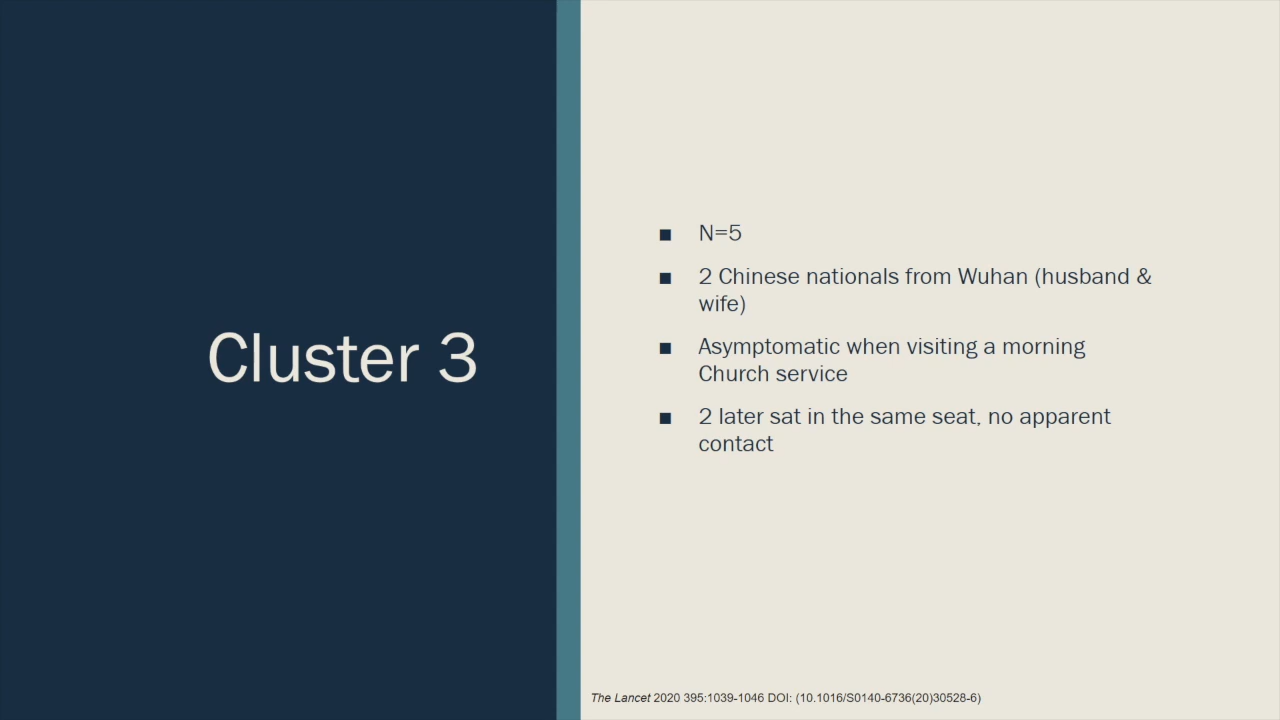 Cluster 3
■ N=5
■ 2 Chinese nationals from Wuhan (husband &
wife)
■ Asymptomatic when visiting a morning
Church service
■ 2 later sat in the same seat, no apparent
contact
The Lancet 2020 395:1039-1046 DOI: (10.1016/S0140-6736(20)30528-6)